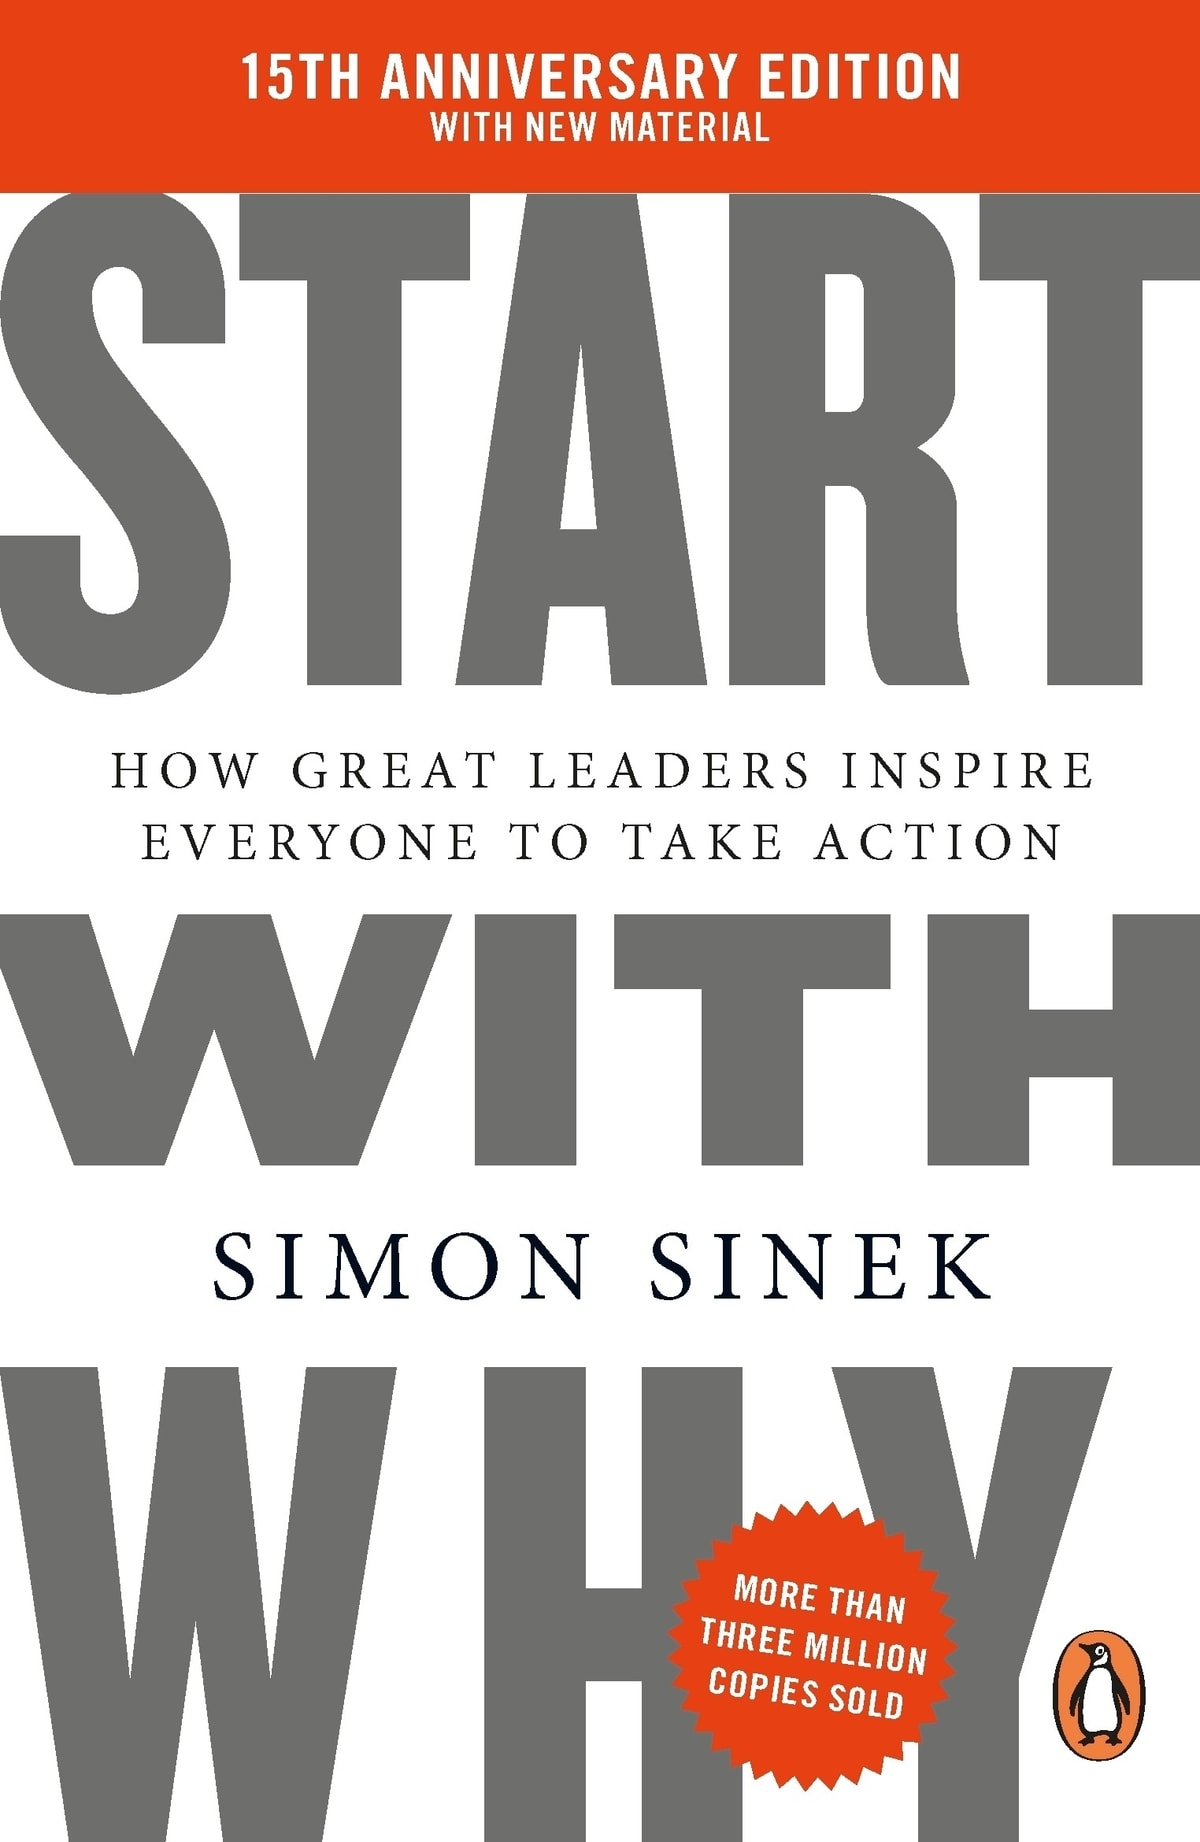 15TH ANNIVERSARY EDITION
WITH NEW MATERIAL
START
HOW GREAT LEADERS INSPIRE
EVERYONE TO TAKE ACTION
WITH
SIMON SINEK
WHY
MORE THAN
THREE MILLION
COPIES SOLD